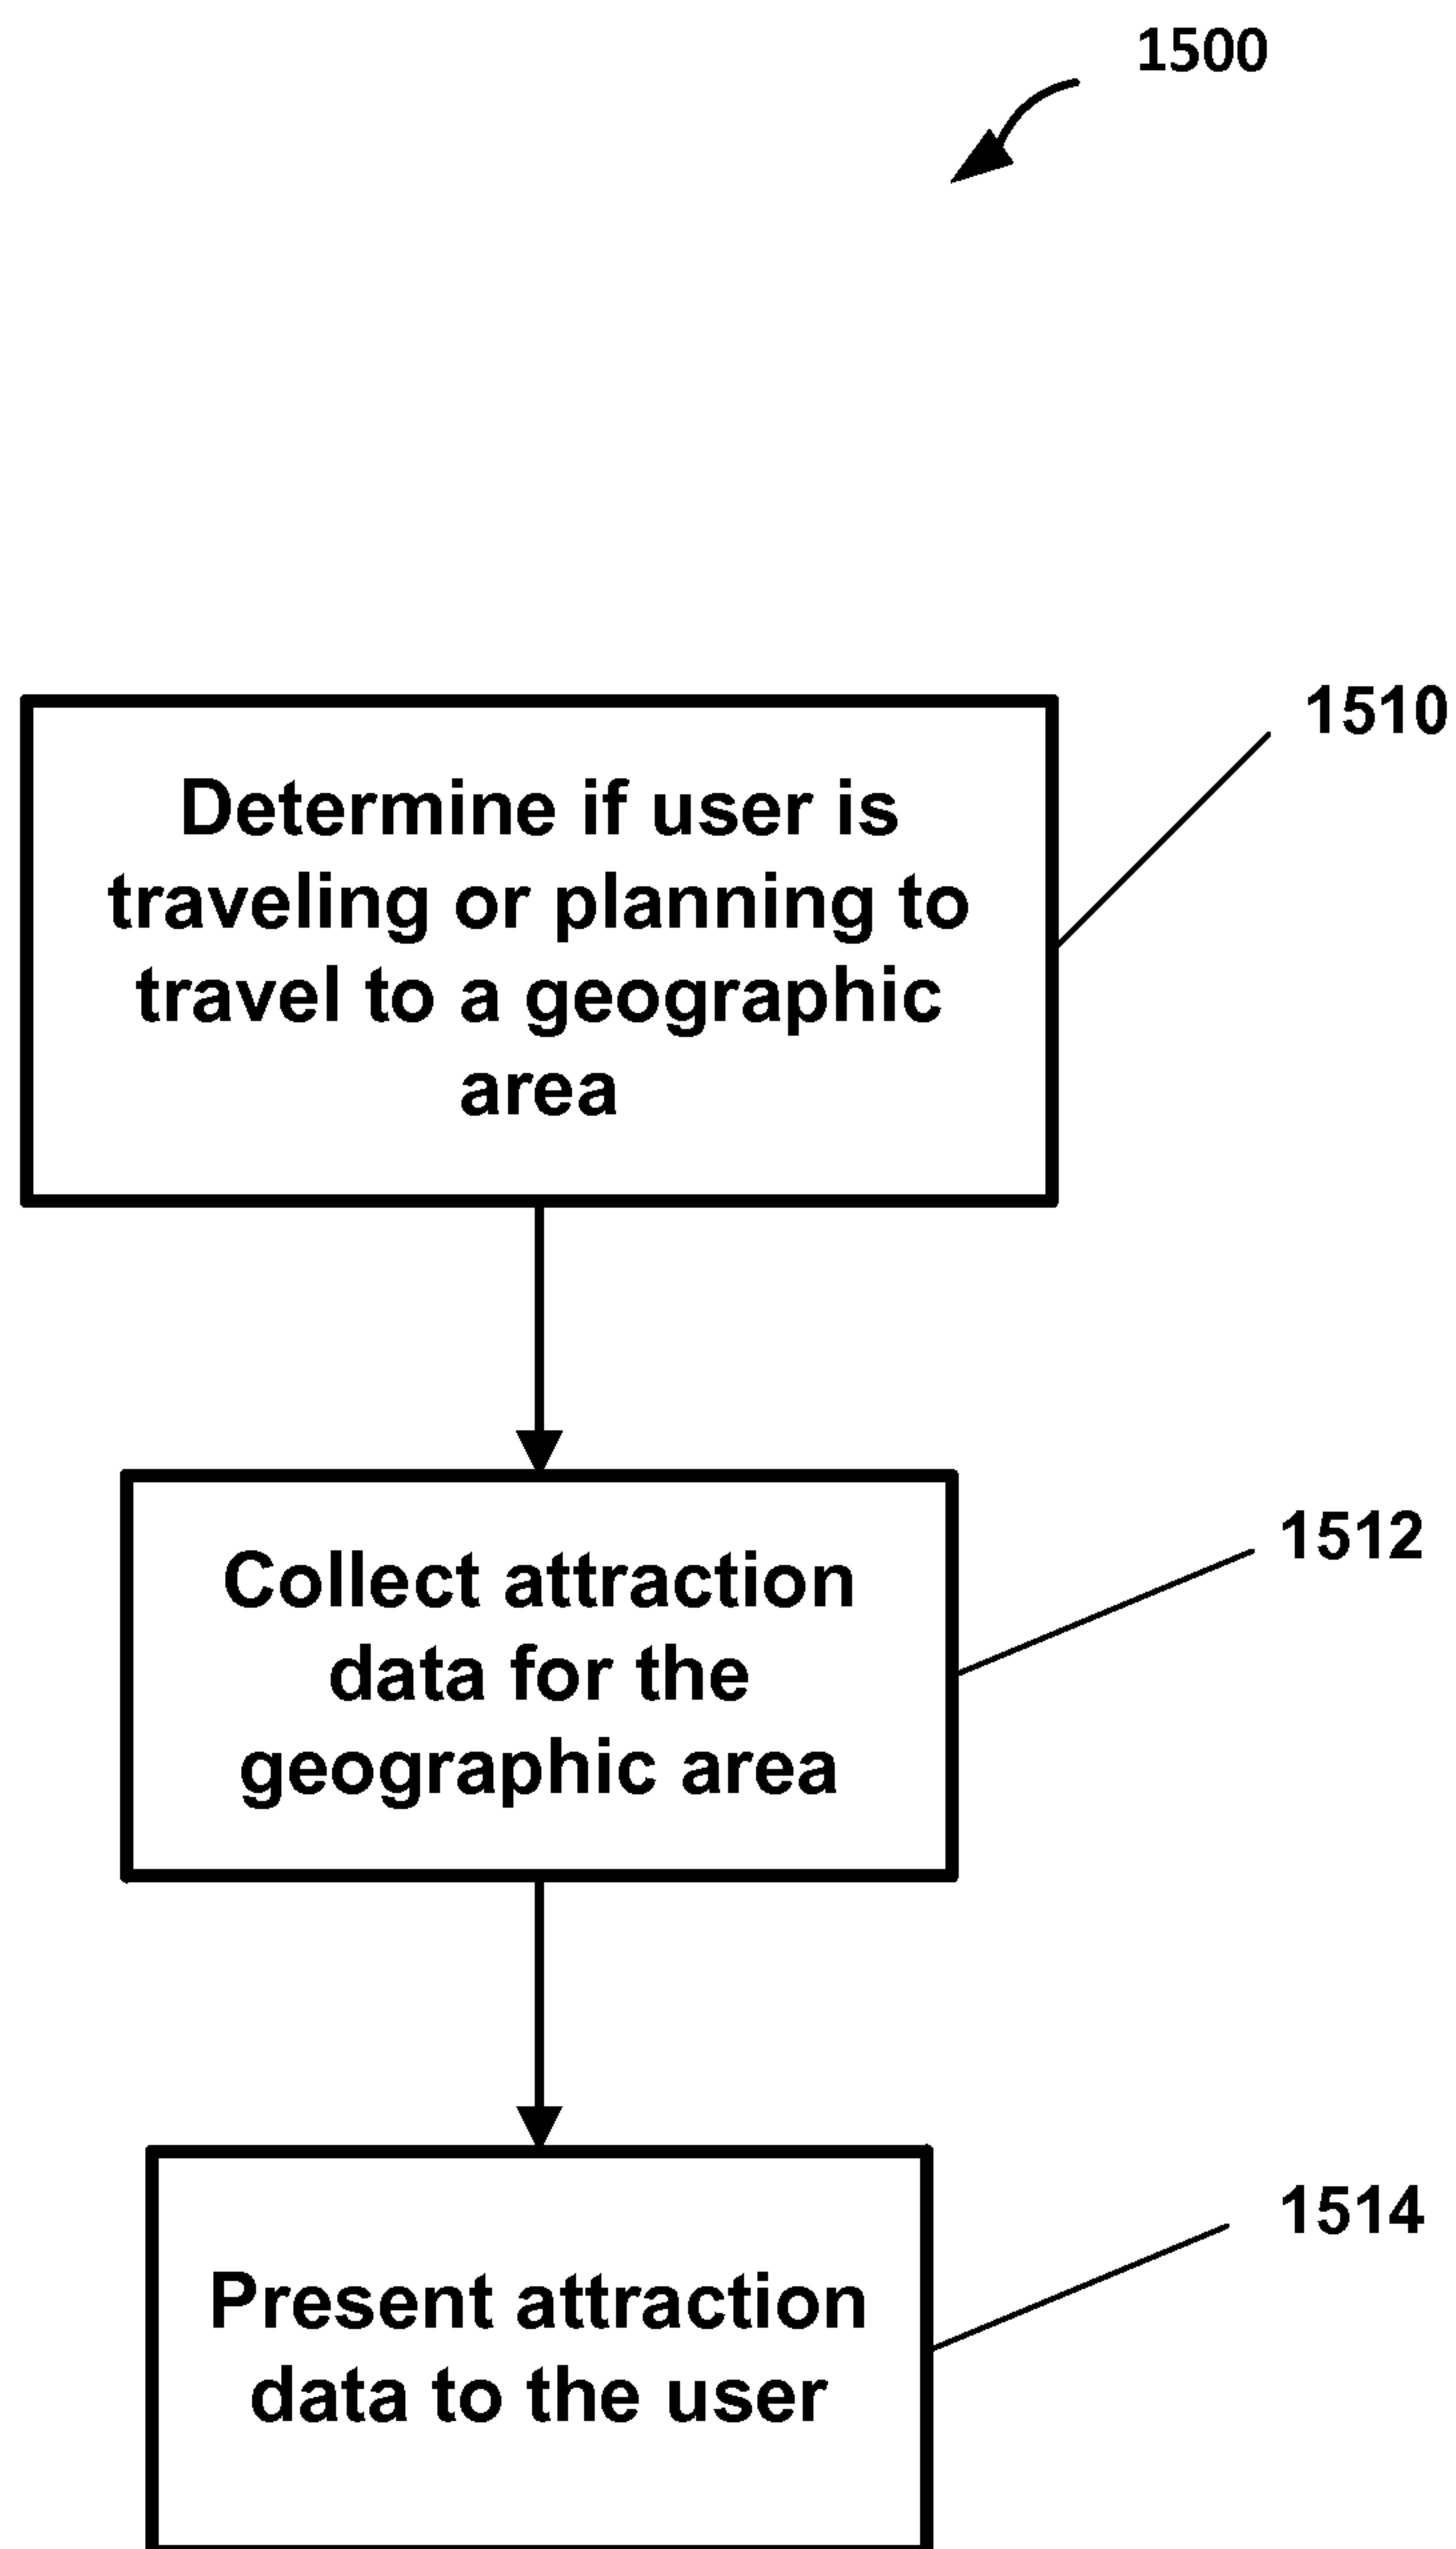 1500
1510
Determine if user is
traveling or planning to
travel to a geographic
area
1512
Collect attraction
data for the
geographic area
1514
Present attraction
data to the user